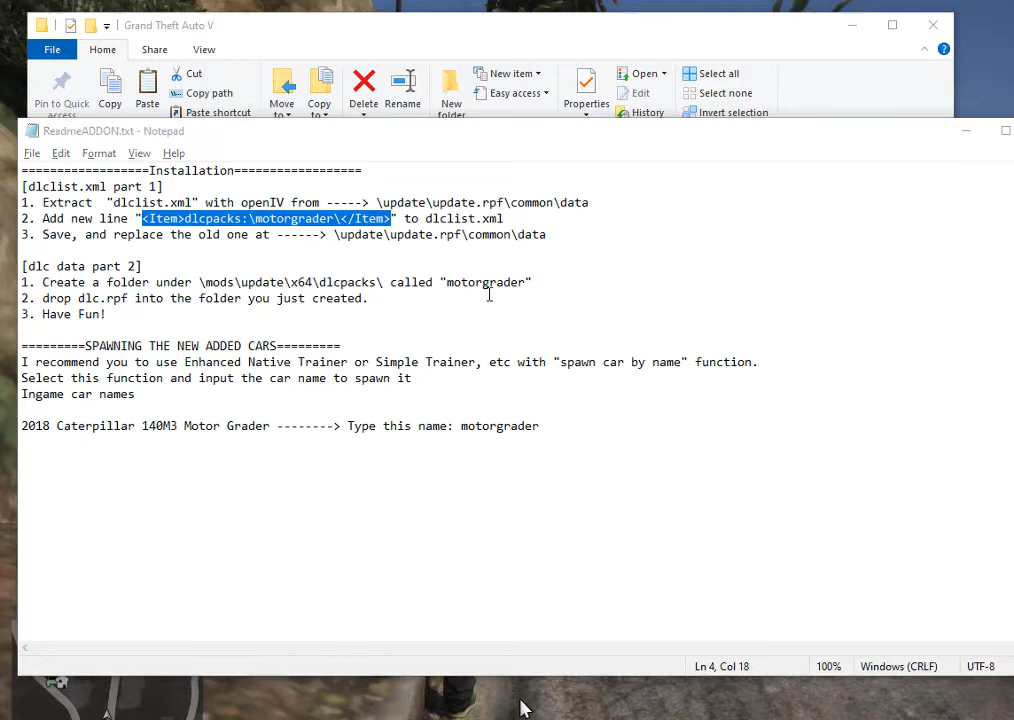 Grand Theft Auto V
File Home Share View
Pin to Quick access
Copy
Paste
Cut
Copy path
Paste shortcut
Move to
Copy to
Delete
Rename
New folder
New item
Easy access
Properties
Open
Edit
History
Select all
Select none
Invert selection
ReadmeADDON.txt - Notepad
File Edit Format View Help
==================Installation==================
[dlclist.xml part 1]
1. Extract  "dlclist.xml" with openIV from -----> \update\update.rpf\common\data
2. Add new line "<Item>dlcpacks:\motorgrader\</Item>" to dlclist.xml
3. Save, and replace the old one at ------> \update\update.rpf\common\data
[dlc data part 2]
1. Create a folder under \mods\update\x64\dlcpacks\ called "motorgrader"
2. drop dlc.rpf into the folder you just created.
3. Have Fun!
=========SPAWNING THE NEW ADDED CARS=========
I recommend you to use Enhanced Native Trainer or Simple Trainer, etc with "spawn car by name" function.
Select this function and input the car name to spawn it
Ingame car names
2018 Caterpillar 140M3 Motor Grader --------> Type this name: motorgrader
Ln 4, Col 18 100% Windows (CRLF) UTF-8